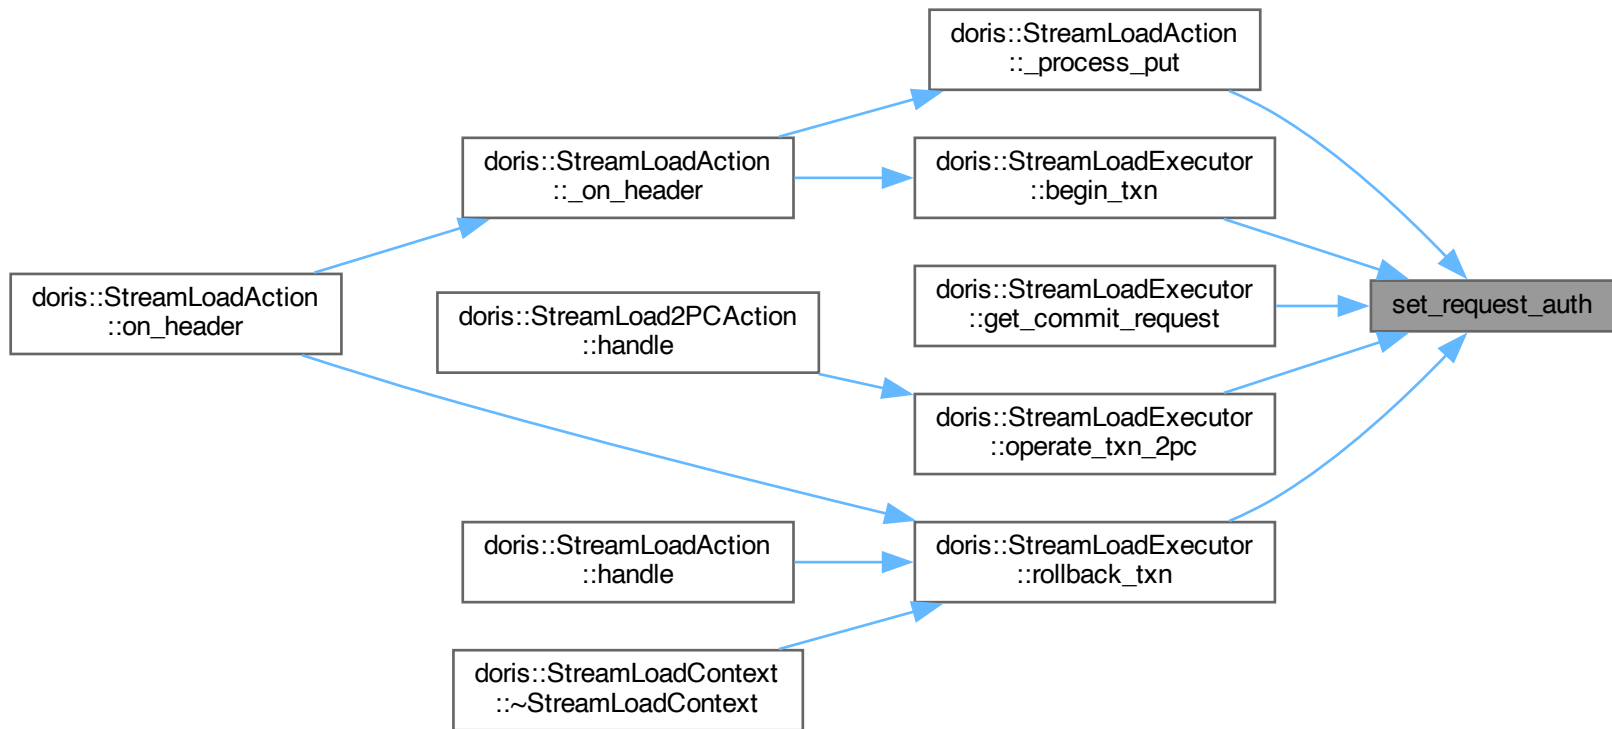 doris::StreamLoadAction
::_process_put
doris::StreamLoadAction
::_on_header
doris::StreamLoadExecutor
::begin_txn
doris::StreamLoadAction
::on_header
doris::StreamLoad2PCAction
::handle
doris::StreamLoadExecutor
::get_commit_request
set_request_auth
doris::StreamLoadExecutor
::operate_txn_2pc
doris::StreamLoadAction
::handle
doris::StreamLoadExecutor
::rollback_txn
doris::StreamLoadContext
::~StreamLoadContext